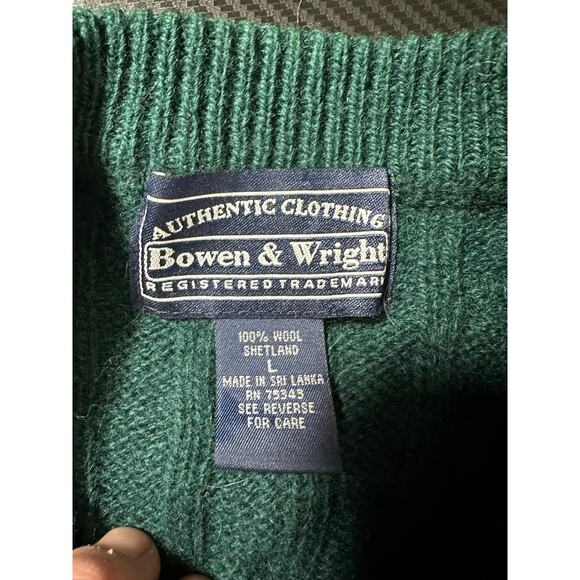 AUTHENTIC CLOTHING
Bowen & Wright
REGISTERED TRADEMARK
100% WOOL
SHETLAND
L
MADE IN SRI LANKA
RN 75343
SEE REVERSE
FOR CARE